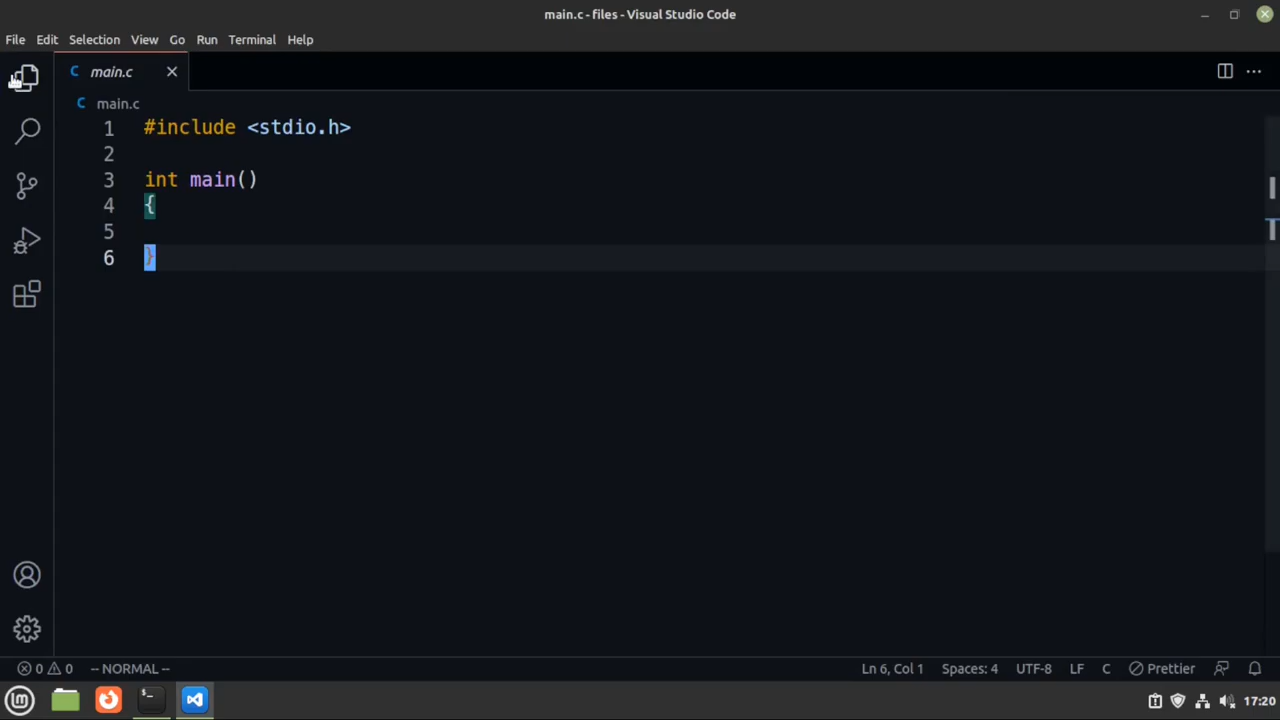 main.c - files - Visual Studio Code
File Edit Selection View Go Run Terminal Help
C main.c
C main.c
1 #include <stdio.h>
2
3 int main()
4 {
5
6 }
0 0 -- NORMAL -- Ln 6, Col 1 Spaces: 4 UTF-8 LF C Prettier
17:20